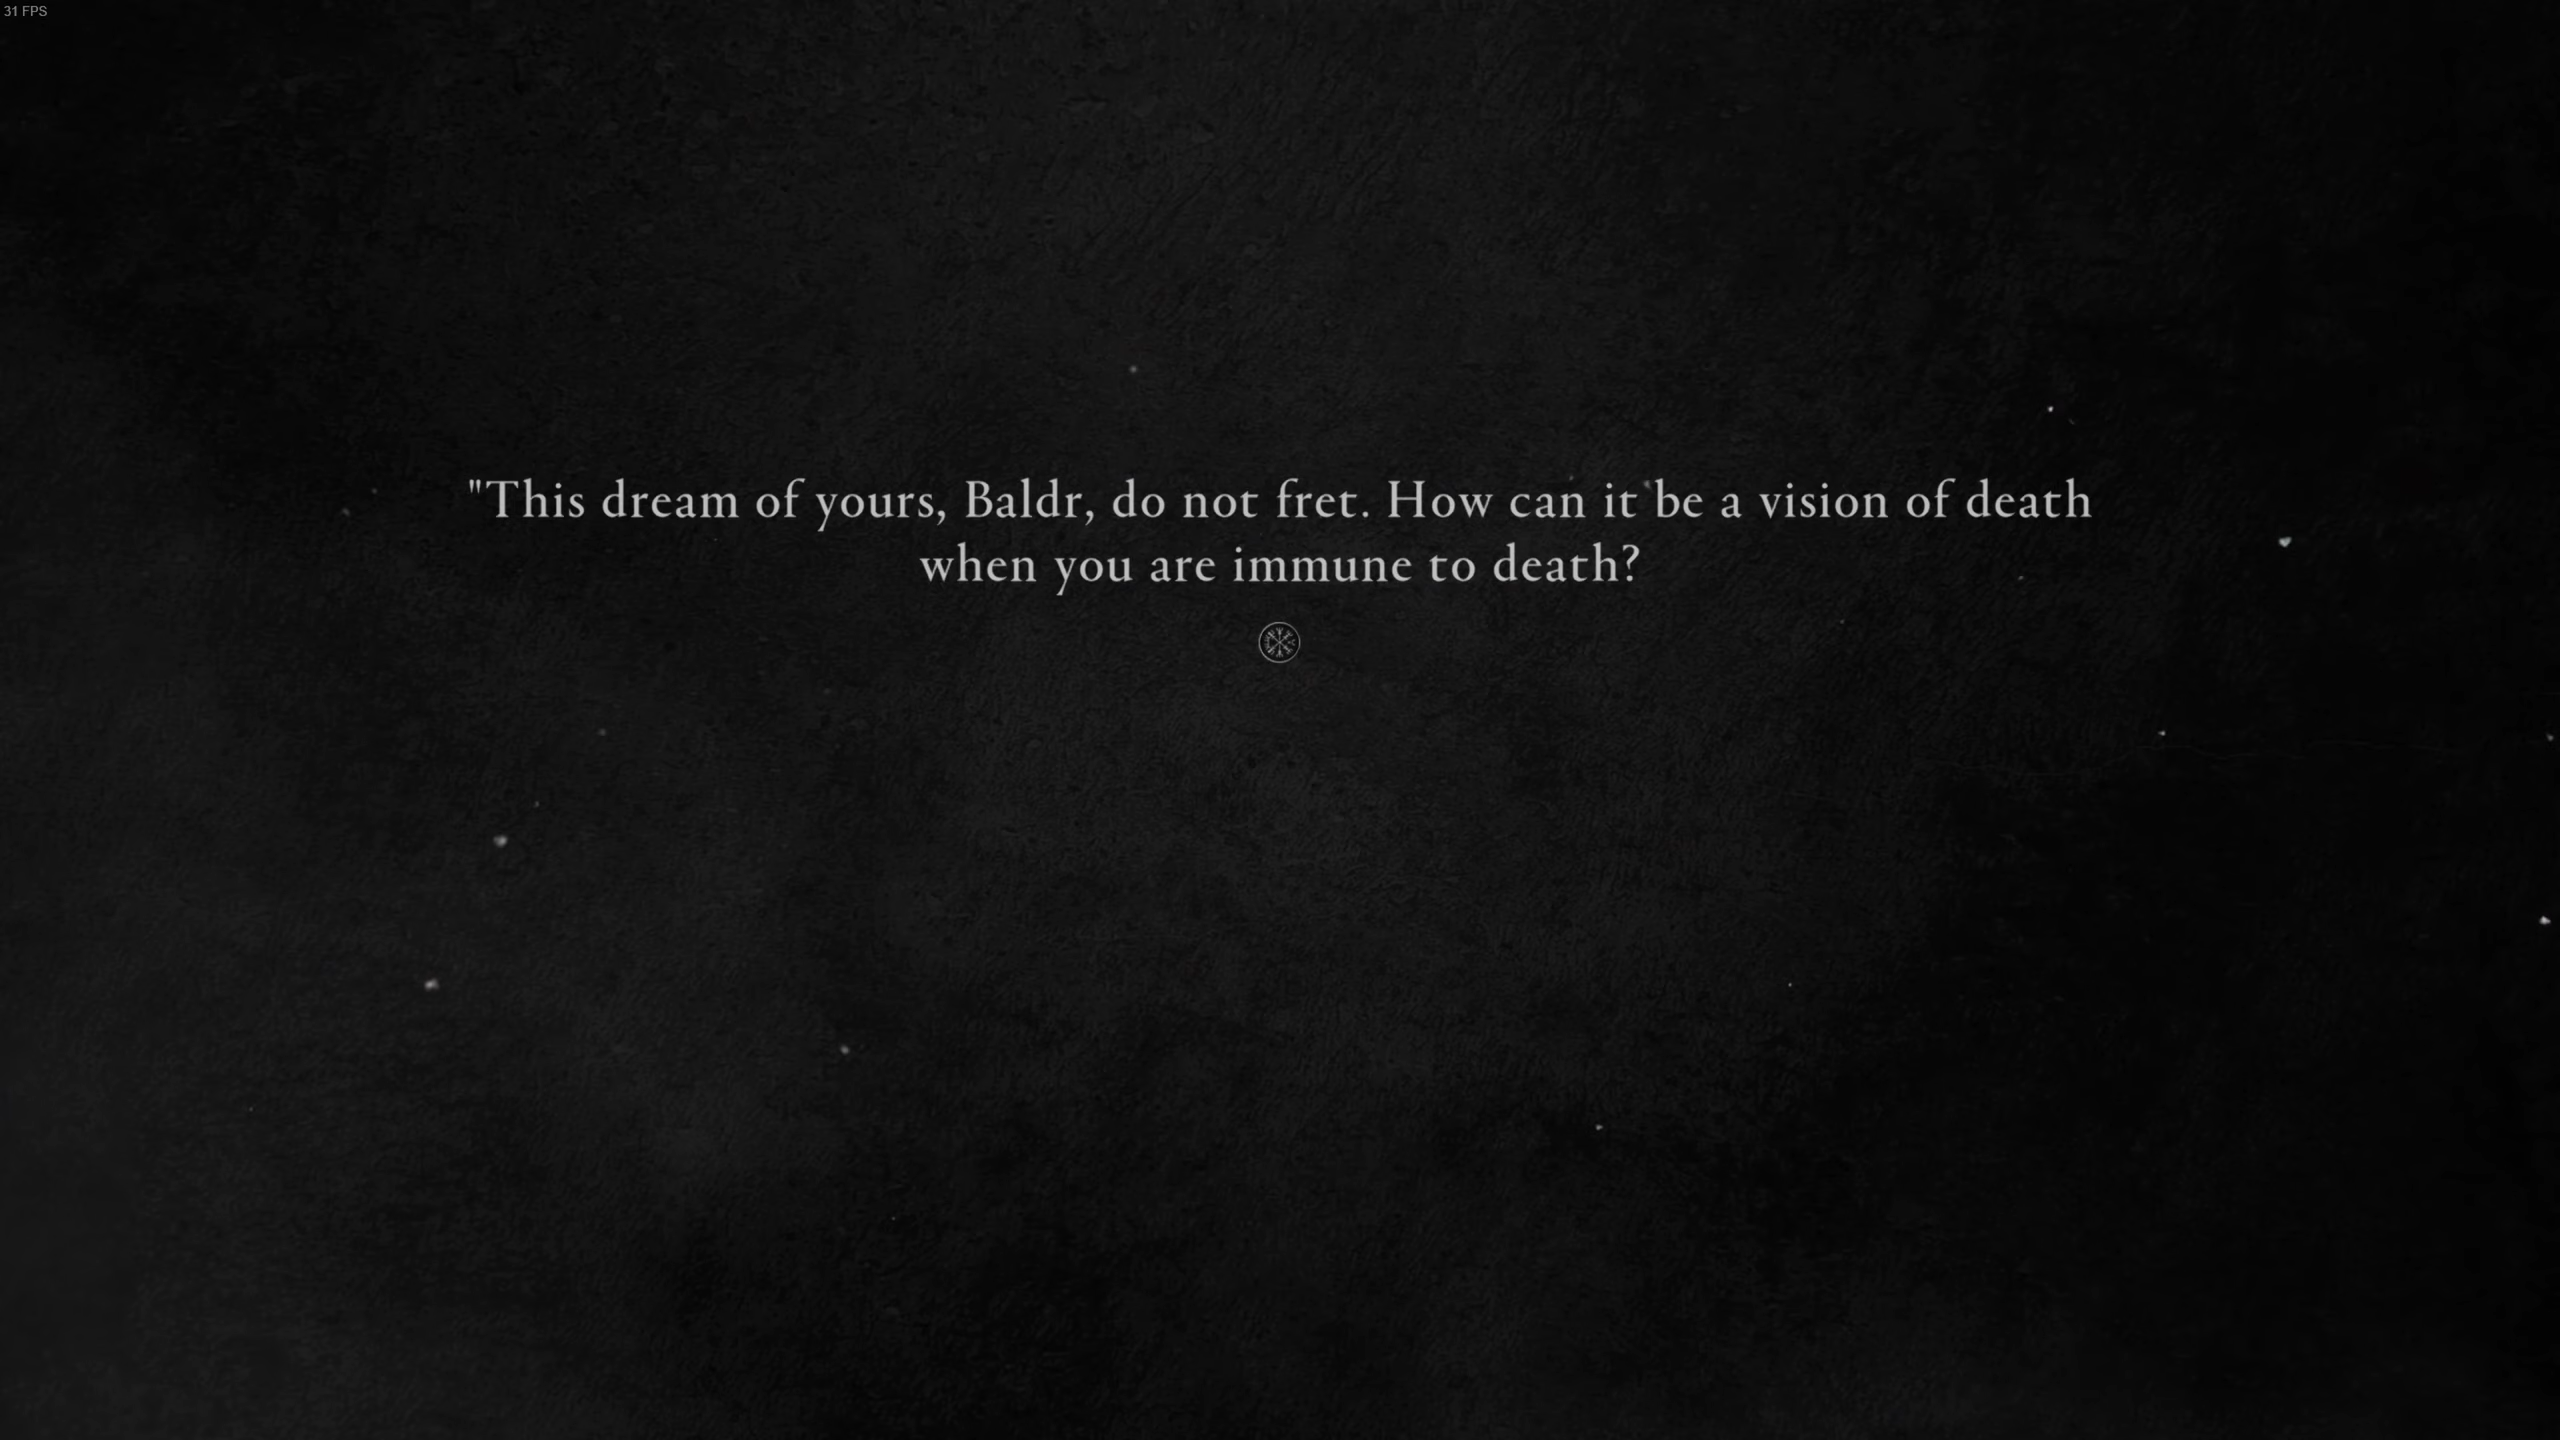 31 FPS
"This dream of yours, Baldr, do not fret. How can it be a vision of death
when you are immune to death?